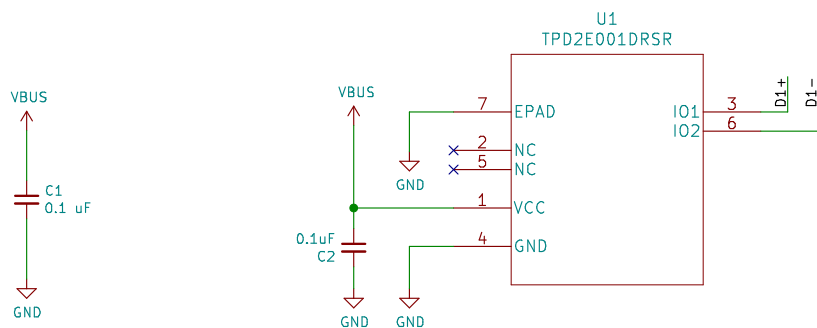 U1
TPD2E001DRSR
VBUS
C1
0.1 uF
GND
VBUS
0.1uF
C2
GND
GND
GND
7 EPAD
2 NC
5 NC
1 VCC
4 GND
IO1 3
IO2 6
D1+
D1-